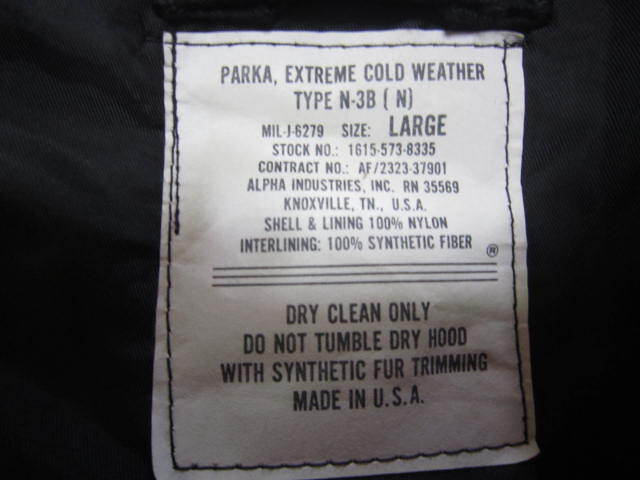 PARKA, EXTREME COLD WEATHER
TYPE N-3B ( N)
MIL-J-6279 SIZE: LARGE
STOCK NO.: 1615-573-8335
CONTRACT NO.: AF/2323-37901
ALPHA INDUSTRIES, INC. RN 35569
KNOXVILLE, TN., U.S.A.
SHELL & LINING 100% NYLON
INTERLINING: 100% SYNTHETIC FIBER ®
DRY CLEAN ONLY
DO NOT TUMBLE DRY HOOD
WITH SYNTHETIC FUR TRIMMING
MADE IN U.S.A.